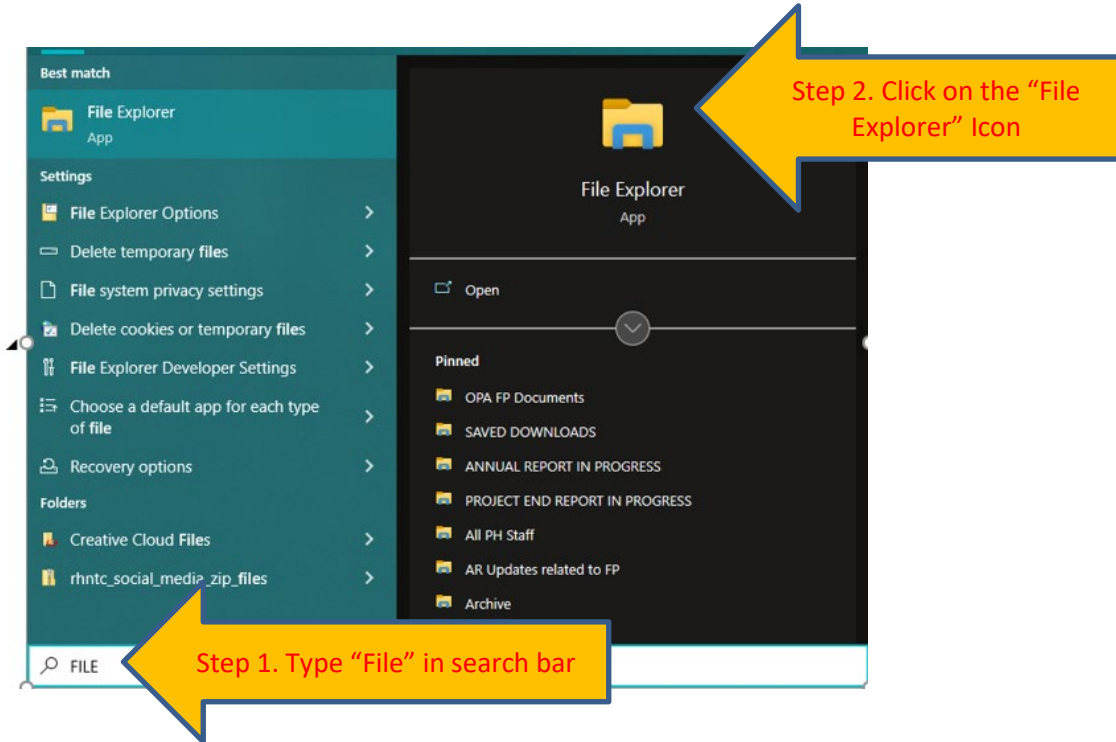 Best match
File Explorer
App
Settings
File Explorer Options
Delete temporary files
File system privacy settings
Delete cookies or temporary files
File Explorer Developer Settings
Choose a default app for each type
of file
Recovery options
Folders
Creative Cloud Files
rhntc_social_media_zip_files
FILE
Step 1. Type “File” in search bar
Step 2. Click on the “File
Explorer” Icon
File Explorer
App
Open
Pinned
OPA FP Documents
SAVED DOWNLOADS
ANNUAL REPORT IN PROGRESS
PROJECT END REPORT IN PROGRESS
All PH Staff
AR Updates related to FP
Archive